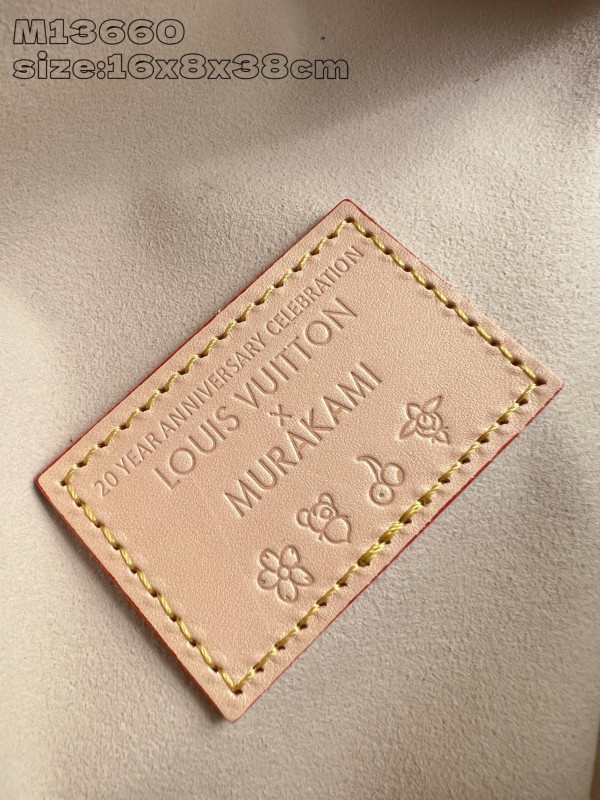 M13660
size:16x8x38cm
20 YEAR ANNIVERSARY CELEBRATION
LOUIS VUITTON
X
MURAKAMI